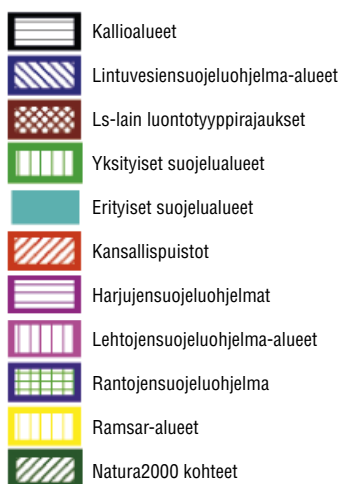 Kallioalueet
Lintuvesiensuojeluohjelma-alueet
Ls-lain luontotyyppirajaukset
Yksityiset suojelualueet
Erityiset suojelualueet
Kansallispuistot
Harjujensuojeluohjelmat
Lehtojensuojeluohjelma-alueet
Rantojensuojeluohjelma
Ramsar-alueet
Natura2000 kohteet